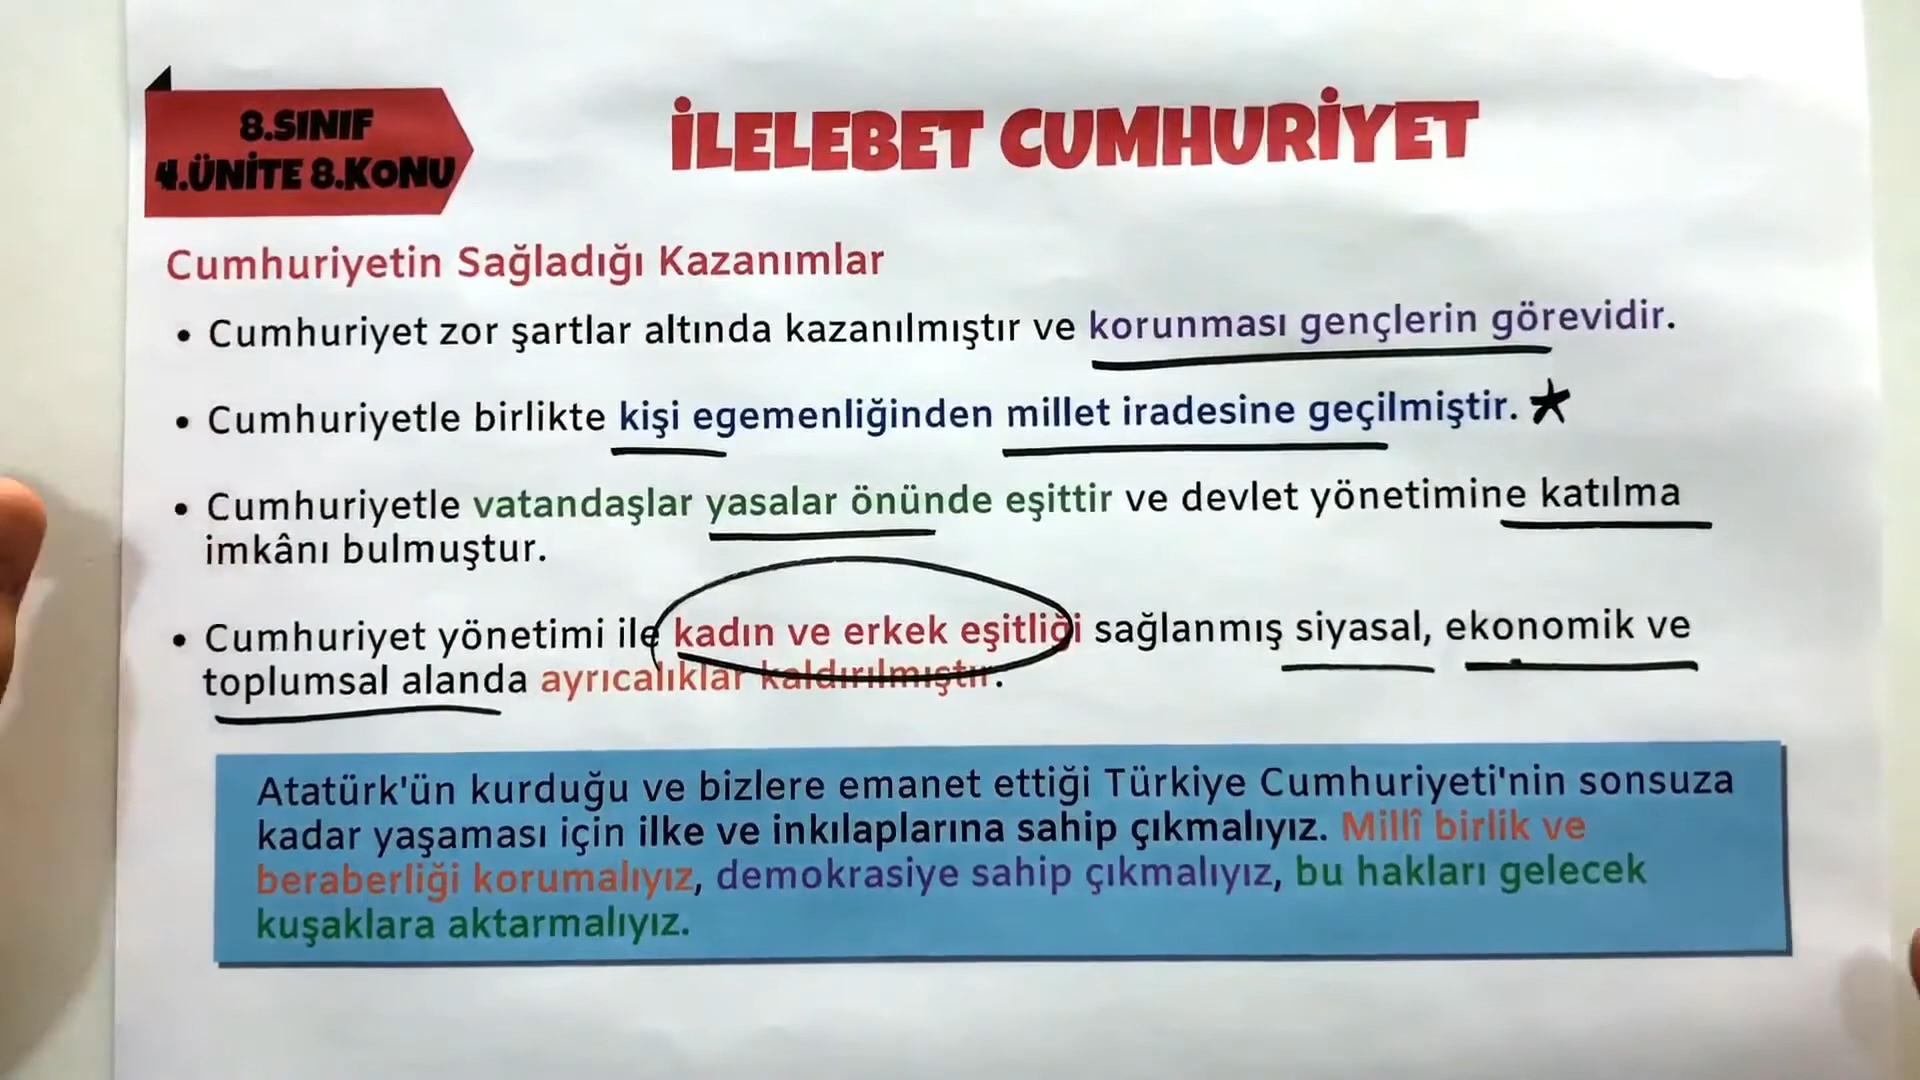 8.SINIF
4.ÜNİTE 8.KONU
İLELEBET CUMHURİYET
Cumhuriyetin Sağladığı Kazanımlar
• Cumhuriyet zor şartlar altında kazanılmıştır ve korunması gençlerin görevidir.
• Cumhuriyetle birlikte kişi egemenliğinden millet iradesine geçilmiştir.
• Cumhuriyetle vatandaşlar yasalar önünde eşittir ve devlet yönetimine katılma
imkânı bulmuştur.
• Cumhuriyet yönetimi ile kadın ve erkek eşitliği sağlanmış siyasal, ekonomik ve
toplumsal alanda ayrıcalıklar kaldırılmıştır.
Atatürk'ün kurduğu ve bizlere emanet ettiği Türkiye Cumhuriyeti'nin sonsuza
kadar yaşaması için ilke ve inkılaplarına sahip çıkmalıyız. Millî birlik ve
beraberliği korumalıyız, demokrasiye sahip çıkmalıyız, bu hakları gelecek
kuşaklara aktarmalıyız.